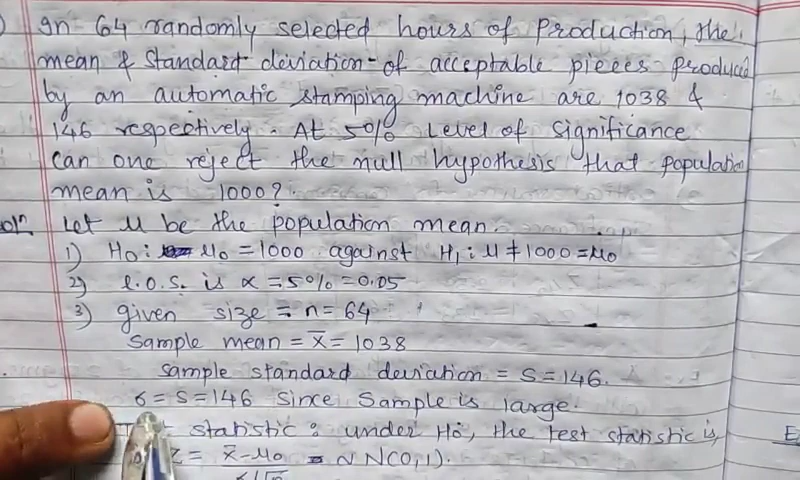 In 64 randomly selected hours of production, the
mean & standard deviation of acceptable pieces produced
by an automatic stamping machine are 1038 &
146 respectively. At 5% level of significance
can one reject the null hypothesis that population
mean is 1000?
Let μ be the population mean.
1) H0: μ0 = 1000 against H1: μ ≠ 1000 = μ0
2) l.o.s. is α = 5% = 0.05
3) given size = n = 64
Sample mean = x̄ = 1038
Sample standard deviation = S = 146.
σ = S = 146 since sample is large.
statistic: under H0, the test statistic is,
Z = x̄ - μ0 ~ N(0,1).